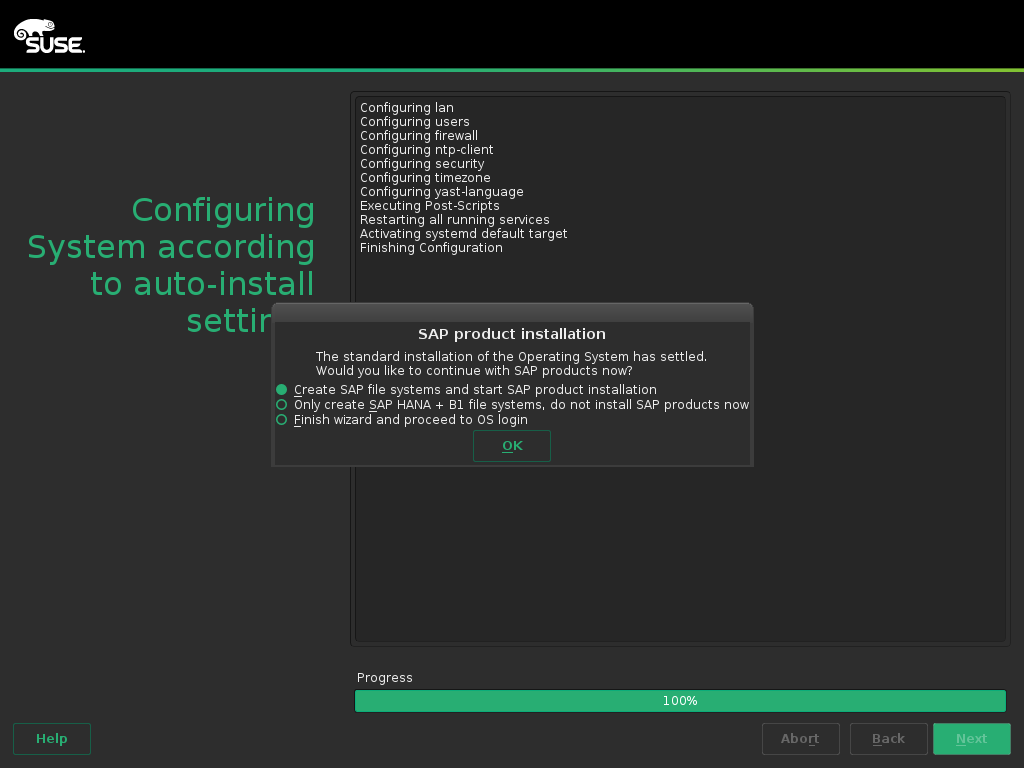 SUSE.
Configuring
System according
to auto-install
Configuring lan
Configuring users
Configuring firewall
Configuring ntp-client
Configuring security
Configuring timezone
Configuring yast-language
Executing Post-Scripts
Restarting all running services
Activating systemd default target
Finishing Configuration
SAP product installation
The standard installation of the Operating System has settled.
Would you like to continue with SAP products now?
Create SAP file systems and start SAP product installation
Only create SAP HANA + B1 file systems, do not install SAP products now
Finish wizard and proceed to OS login
OK
Progress
100%
Help
Abort
Back
Next